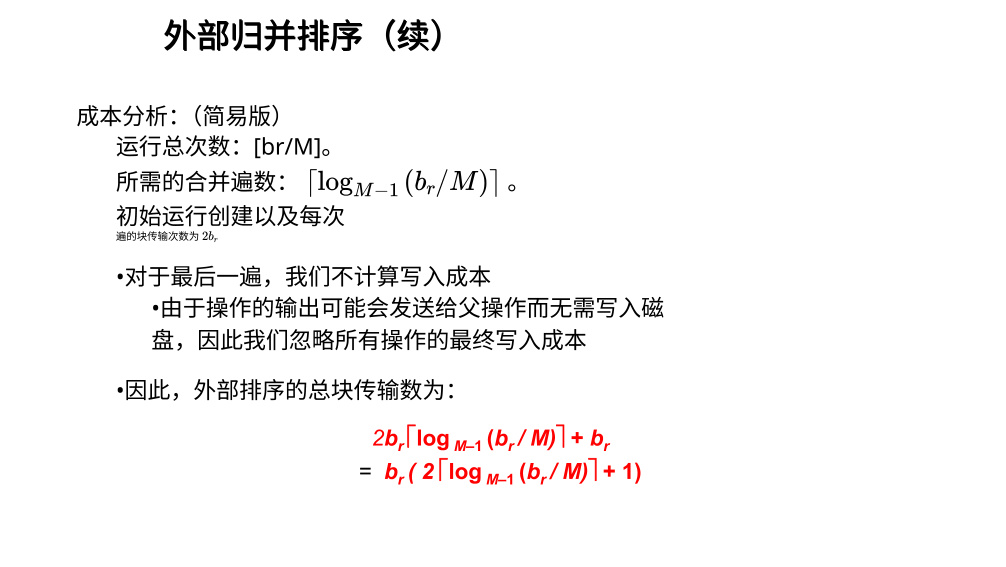 外部归并排序（续）
成本分析：（简易版）
运行总次数：[br/M]。
所需的合并遍数： ⌈log_{M−1}(b_r/M)⌉ 。
初始运行创建以及每次
遍的块传输次数为 2b_r
•对于最后一遍，我们不计算写入成本
•由于操作的输出可能会发送给父操作而无需写入磁
盘，因此我们忽略所有操作的最终写入成本
•因此，外部排序的总块传输数为：
2b_r⌈log_{M–1}(b_r / M)⌉ + b_r
= b_r ( 2⌈log_{M–1}(b_r / M)⌉ + 1)